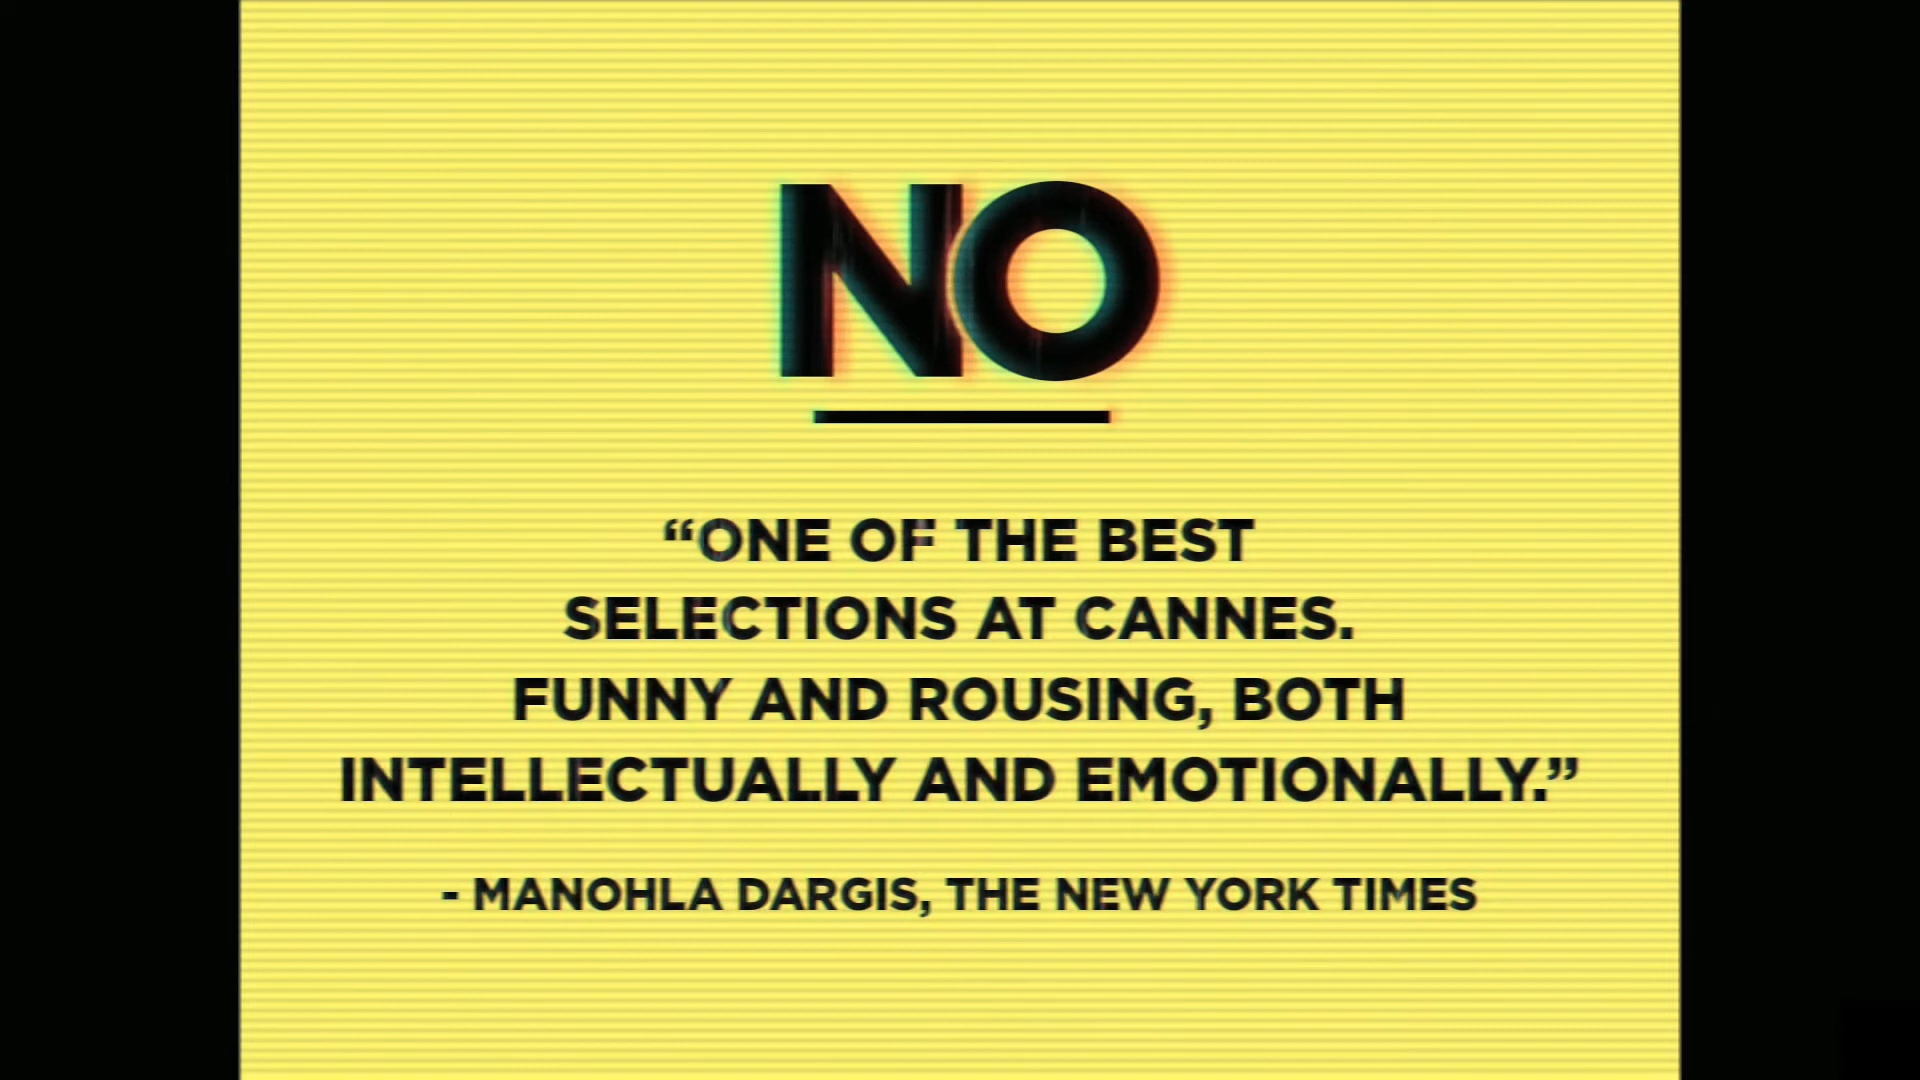 NO
“ONE OF THE BEST
SELECTIONS AT CANNES.
FUNNY AND ROUSING, BOTH
INTELLECTUALLY AND EMOTIONALLY.”
- MANOHLA DARGIS, THE NEW YORK TIMES